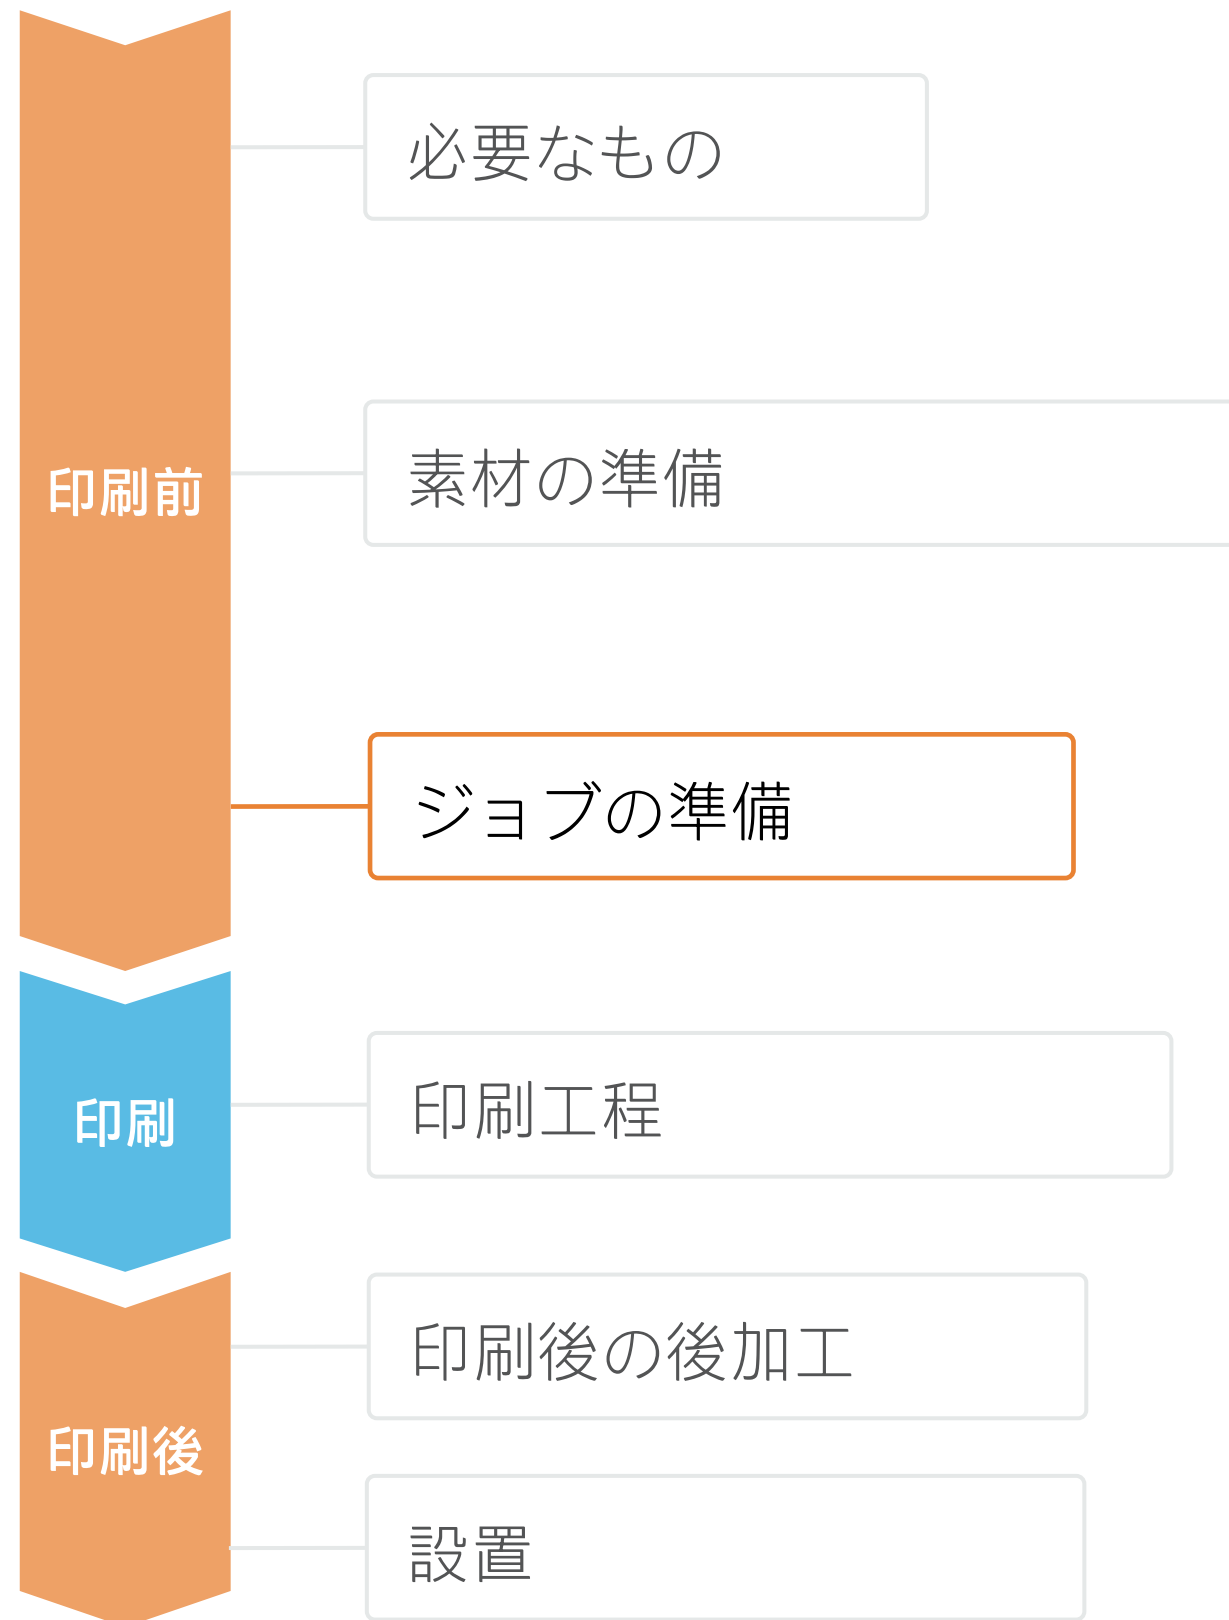 必要なもの
素材の準備
印刷前
ジョブの準備
印刷工程
印刷
印刷後の後加工
印刷後
設置